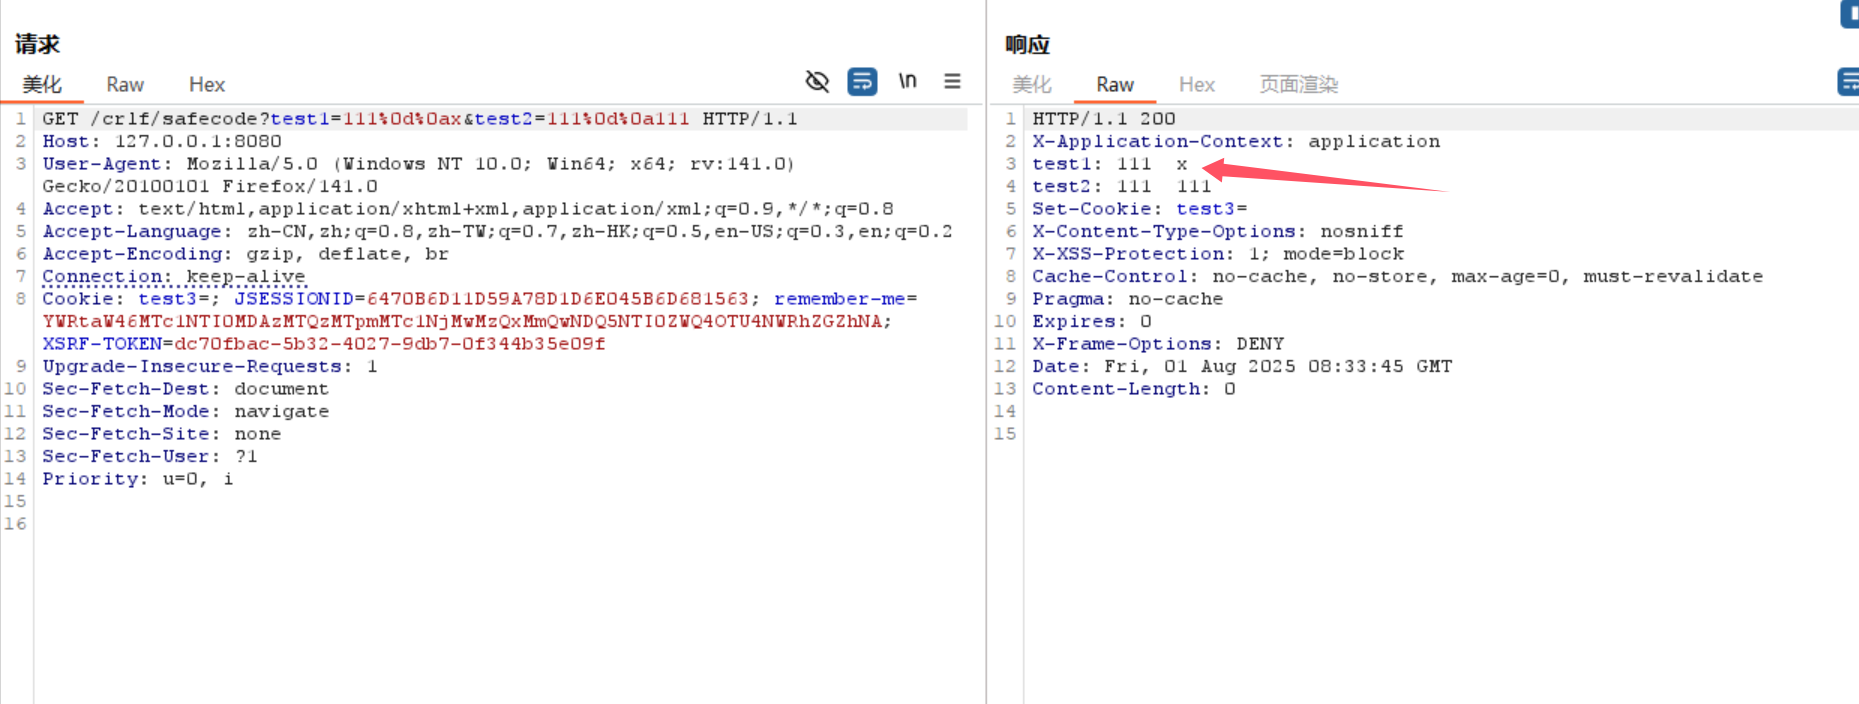 请求
美化 Raw Hex \n
1 GET /crlf/safecode?test1=111%0d%0ax&test2=111%0d%0a111 HTTP/1.1
2 Host: 127.0.0.1:8080
3 User-Agent: Mozilla/5.0 (Windows NT 10.0; Win64; x64; rv:141.0)
Gecko/20100101 Firefox/141.0
4 Accept: text/html,application/xhtml+xml,application/xml;q=0.9,*/*;q=0.8
5 Accept-Language: zh-CN,zh;q=0.8,zh-TW;q=0.7,zh-HK;q=0.5,en-US;q=0.3,en;q=0.2
6 Accept-Encoding: gzip, deflate, br
7 Connection: keep-alive
8 Cookie: test3=; JSESSIONID=6470B6D11D59A78D1D6E045B6D681563; remember-me=
YWRtaW46MTc1NTI0MDAzMTQzMTpmMTc1NjMwMzQxMmQwNDQ5NTI0ZWQ4OTU4NWRhZGZhNA;
XSRF-TOKEN=dc70fbac-5b32-4027-9db7-0f344b35e09f
9 Upgrade-Insecure-Requests: 1
10 Sec-Fetch-Dest: document
11 Sec-Fetch-Mode: navigate
12 Sec-Fetch-Site: none
13 Sec-Fetch-User: ?1
14 Priority: u=0, i
15
16
响应
美化 Raw Hex 页面渲染
1 HTTP/1.1 200
2 X-Application-Context: application
3 test1: 111  x
4 test2: 111  111
5 Set-Cookie: test3=
6 X-Content-Type-Options: nosniff
7 X-XSS-Protection: 1; mode=block
8 Cache-Control: no-cache, no-store, max-age=0, must-revalidate
9 Pragma: no-cache
10 Expires: 0
11 X-Frame-Options: DENY
12 Date: Fri, 01 Aug 2025 08:33:45 GMT
13 Content-Length: 0
14
15